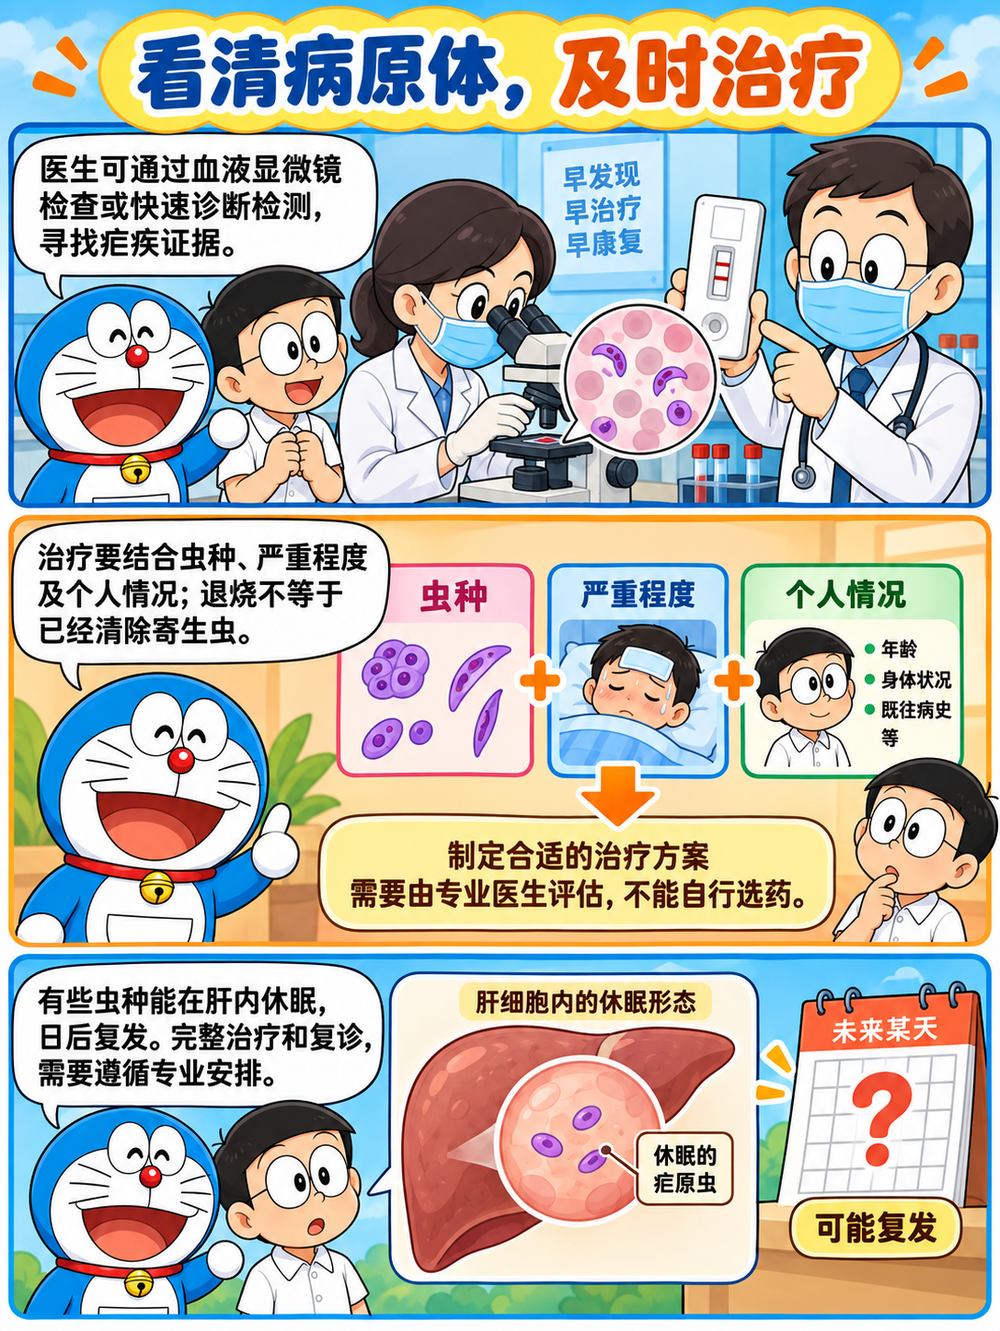 看清病原体，及时治疗
医生可通过血液显微镜
检查或快速诊断检测，
寻找疟疾证据。
早发现
早治疗
早康复
治疗要结合虫种、严重程度
及个人情况；退烧不等于
已经清除寄生虫。
虫种
严重程度
个人情况
年龄
身体状况
既往病史
等
制定合适的治疗方案
需要由专业医生评估，不能自行选药。
有些虫种能在肝内休眠，
日后复发。完整治疗和复诊，
需要遵循专业安排。
肝细胞内的休眠形态
休眠的
疟原虫
未来某天
?
可能复发